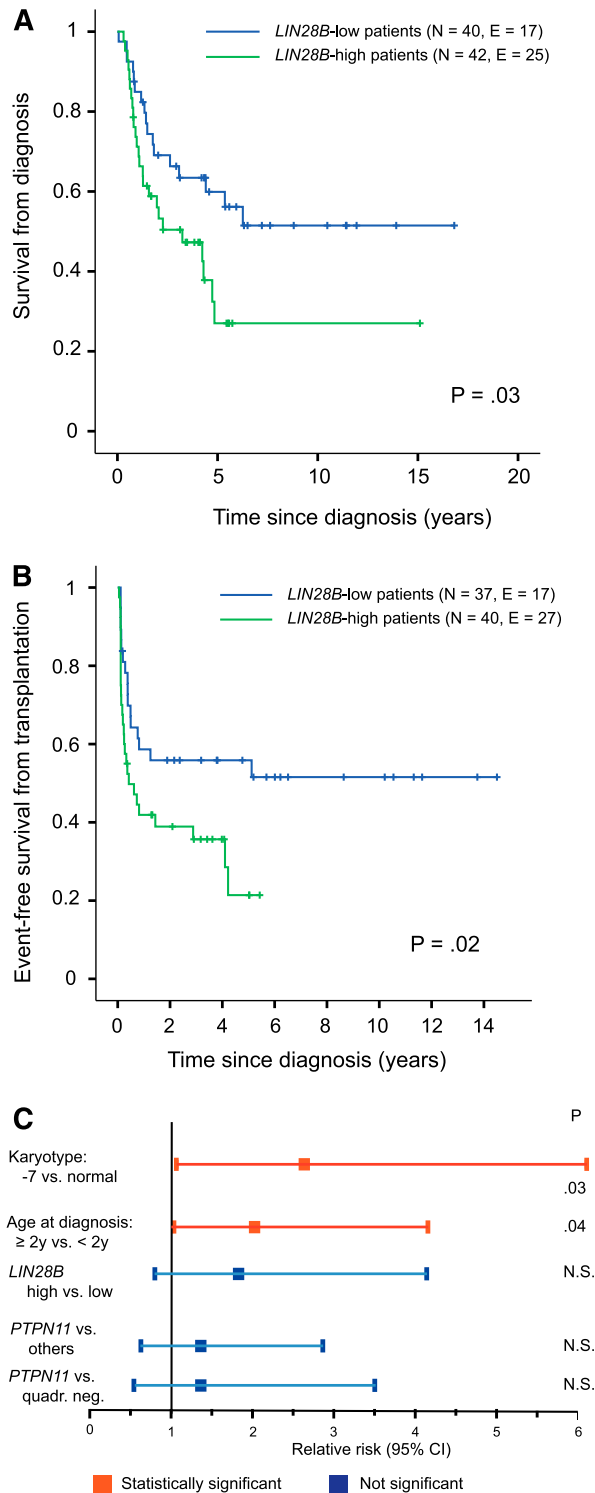 A
LIN28B-low patients (N = 40, E = 17)
LIN28B-high patients (N = 42, E = 25)
Survival from diagnosis
1
0.8
0.6
0.4
0.2
0
P = .03
0 5 10 15 20
Time since diagnosis (years)
B
LIN28B-low patients (N = 37, E = 17)
LIN28B-high patients (N = 40, E = 27)
Event-free survival from transplantation
1
0.8
0.6
0.4
0.2
0
P = .02
0 2 4 6 8 10 12 14
Time since diagnosis (years)
C
P
Karyotype:
-7 vs. normal
.03
Age at diagnosis:
≥ 2y vs. < 2y
.04
LIN28B
high vs. low
N.S.
PTPN11 vs.
others
N.S.
PTPN11 vs.
quadr. neg.
N.S.
0 1 2 3 4 5 6
Relative risk (95% CI)
Statistically significant
Not significant